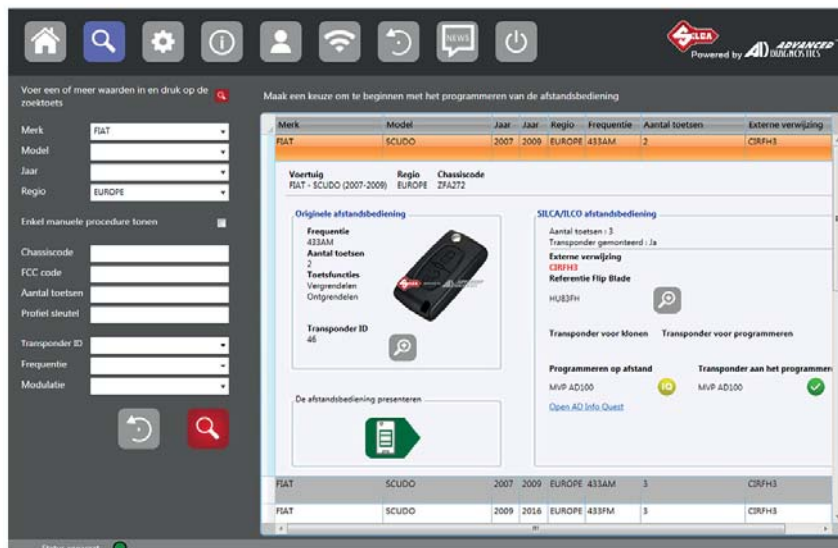 NEWS
SILCA
Powered by AD ADVANCED DIAGNOSTICS
Voer een of meer waarden in en druk op de zoektoets
Maak een keuze om te beginnen met het programmeren van de afstandsbediening
Merk FIAT
Model
Jaar
Regio EUROPE
Enkel manuele procedure tonen
Chassiscode
FCC code
Aantal toetsen
Profiel sleutel
Transponder ID
Frequentie
Modulatie
Merk Model Jaar Jaar Regio Frequentie Aantal toetsen Externe verwijzing
FIAT SCUDO 2007 2009 EUROPE 433AM 2 CIRFH3
Voertuig Regio Chassiscode
FIAT - SCUDO (2007-2009) EUROPE ZFA272
Originele afstandsbediening
Frequentie
433AM
Aantal toetsen
2
Toetsfuncties
Vergrendelen
Ontgrendelen
Transponder ID
46
De afstandsbediening presenteren
SILCA/ILCO afstandsbediening
Aantal toetsen : 3
Transponder gemonteerd : Ja
Externe verwijzing
CIRFH3
Referentie Flip Blade
HU83FH
Transponder voor klonen Transponder voor programmeren
Programmeren op afstand Transponder aan het programmeren
MVP AD100 IQ MVP AD100
Open AD Info Quest
FIAT SCUDO 2007 2009 EUROPE 433AM 3 CIRFH3
FIAT SCUDO 2009 2016 EUROPE 433FM 3 CIRFH3